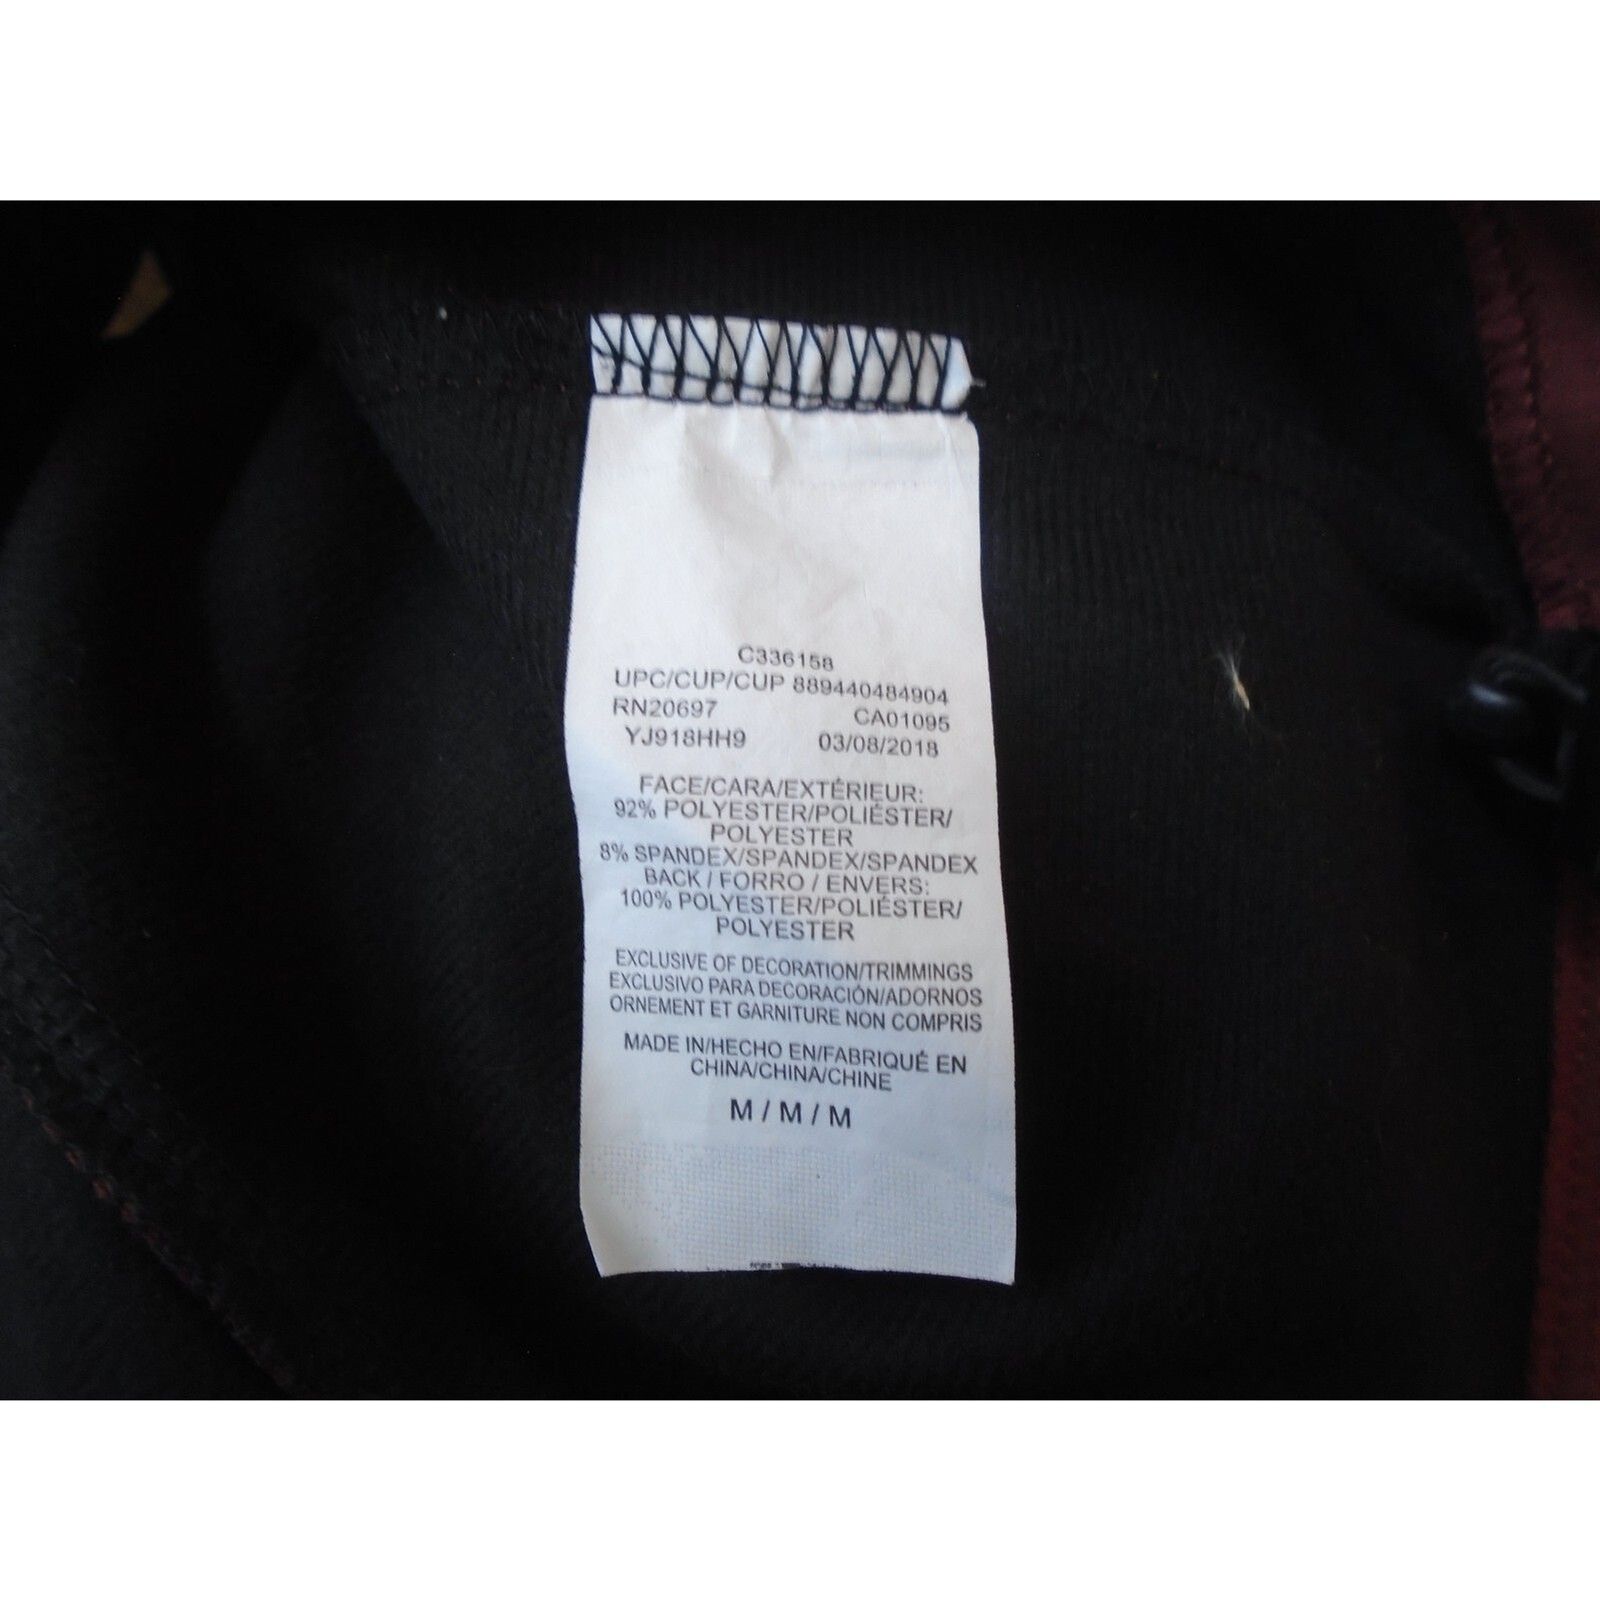 C336158
UPC/CUP/CUP 889440484904
RN20697 CA01095
YJ918HH9 03/08/2018
FACE/CARA/EXTÉRIEUR:
92% POLYESTER/POLIÉSTER/
POLYESTER
8% SPANDEX/SPANDEX/SPANDEX
BACK / FORRO / ENVERS:
100% POLYESTER/POLIÉSTER/
POLYESTER
EXCLUSIVE OF DECORATION/TRIMMINGS
EXCLUSIVO PARA DECORACIÓN/ADORNOS
ORNEMENT ET GARNITURE NON COMPRIS
MADE IN/HECHO EN/FABRIQUÉ EN
CHINA/CHINA/CHINE
M / M / M